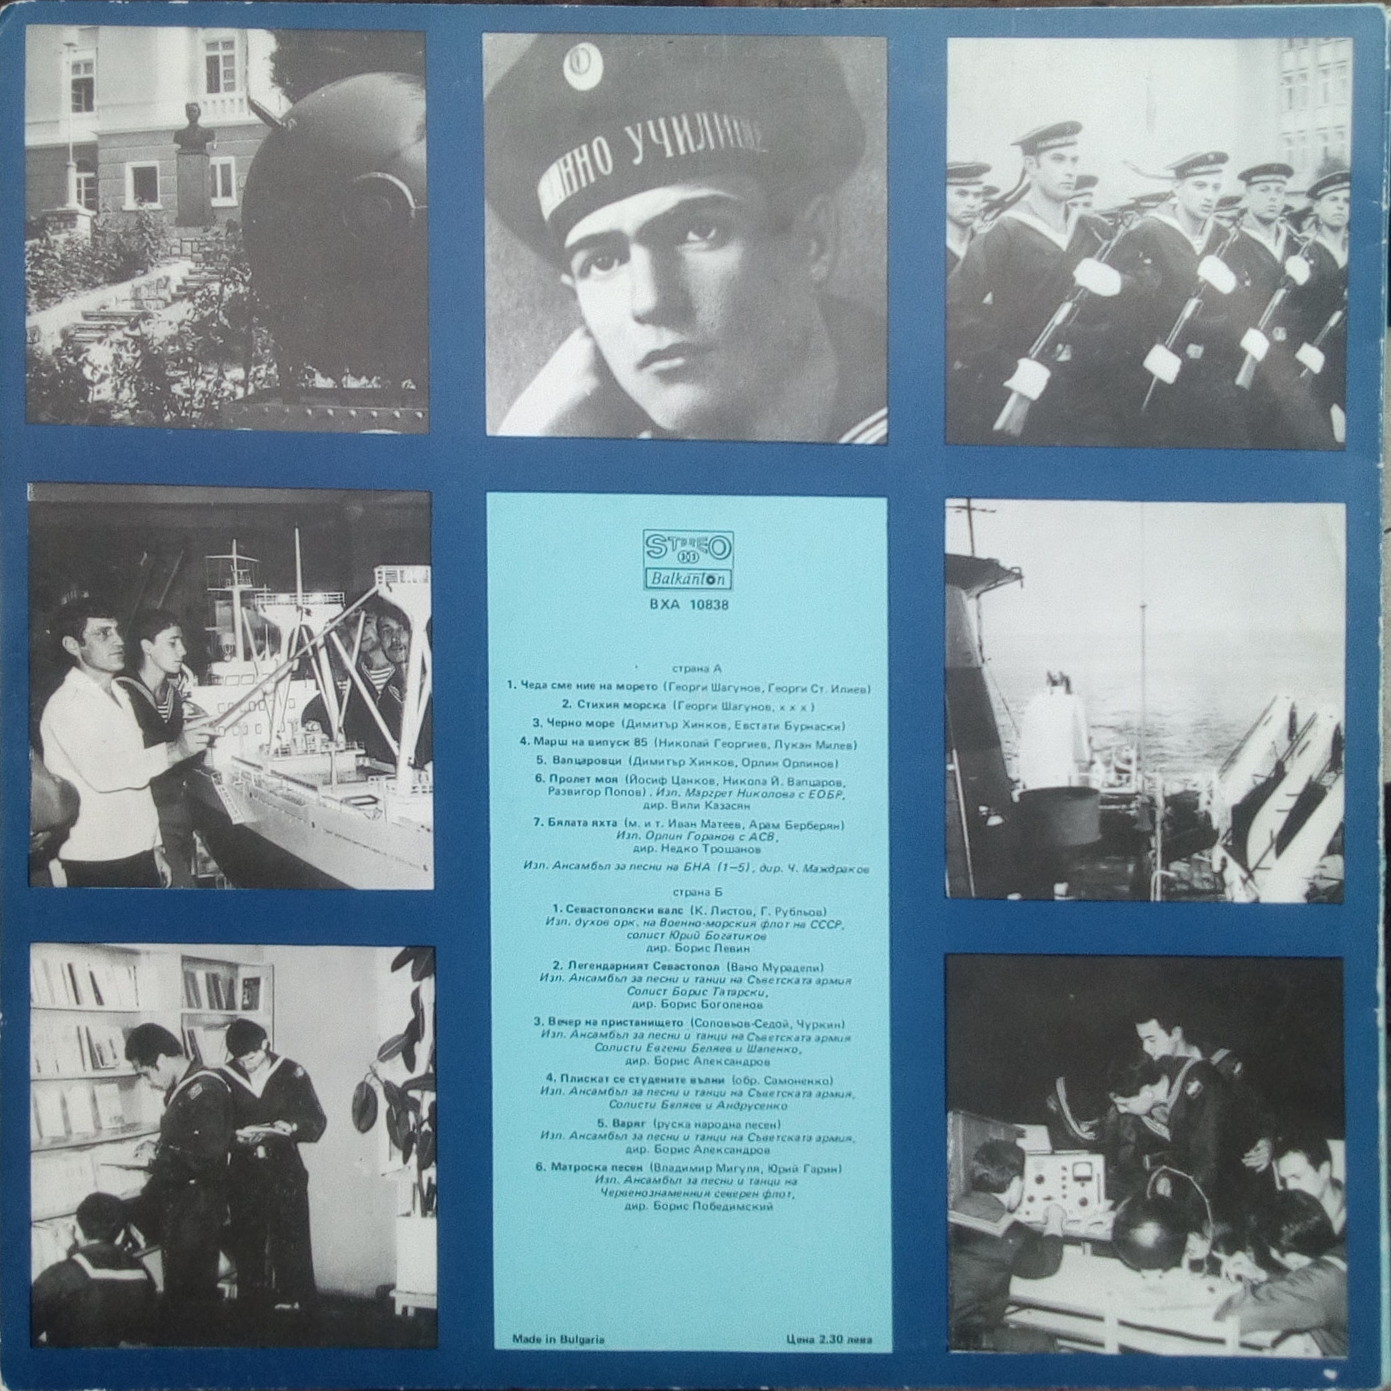 ННО УЧИЛИЩЕ
STEREO
33
Balkanton
ВХА 10838
страна А
1. Чеда сме ние на морето (Георги Шагунов, Георги Ст. Илиев)
2. Стихия морска (Георги Шагунов, х х х )
3. Черно море (Димитър Хинков, Евстати Бурнаски)
4. Марш на випуск 85 (Николай Георгиев, Лукан Милев)
5. Вапцаровци (Димитър Хинков, Орлин Орлинов)
6. Пролет моя (Йосиф Цанков, Никола Й. Вапцаров,
Развигор Попов) . Изп. Маргрет Николова с ЕОБР,
дир. Вили Казасян
7. Бялата яхта (м. и т. Иван Матеев, Арам Берберян)
Изп. Орлин Горанов с АСВ,
дир. Недко Трошанов
Изп. Ансамбъл за песни на БНА (1—5), дир. Ч. Маждраков
страна Б
1. Севастополски валс (К. Листов, Г. Рубльов)
Изп. духов орк. на Военно-морския флот на СССР,
солист Юрий Богатиков
дир. Борис Левин
2. Легендарният Севастопол (Вано Мурадели)
Изп. Ансамбъл за песни и танци на Съветската армия
Солист Борис Татарски,
дир. Борис Боголепов
3. Вечер на пристанището (Соловьов-Седой, Чуркин)
Изп. Ансамбъл за песни и танци на Съветската армия
Солисти Евгени Беляев и Шапенко,
дир. Борис Александров
4. Плискат се студените вълни (обр. Самоненко)
Изп. Ансамбъл за песни и танци на Съветската армия,
Солисти Беляев и Андрусенко
5. Варяг (руска народна песен)
Изп. Ансамбъл за песни и танци на Съветската армия,
дир. Борис Александров
6. Матроска песен (Владимир Мигуля, Юрий Гарин)
Изп. Ансамбъл за песни и танци на
Червенознаменния северен флот,
дир. Борис Победимский
Made in Bulgaria
Цена 2.30 лева